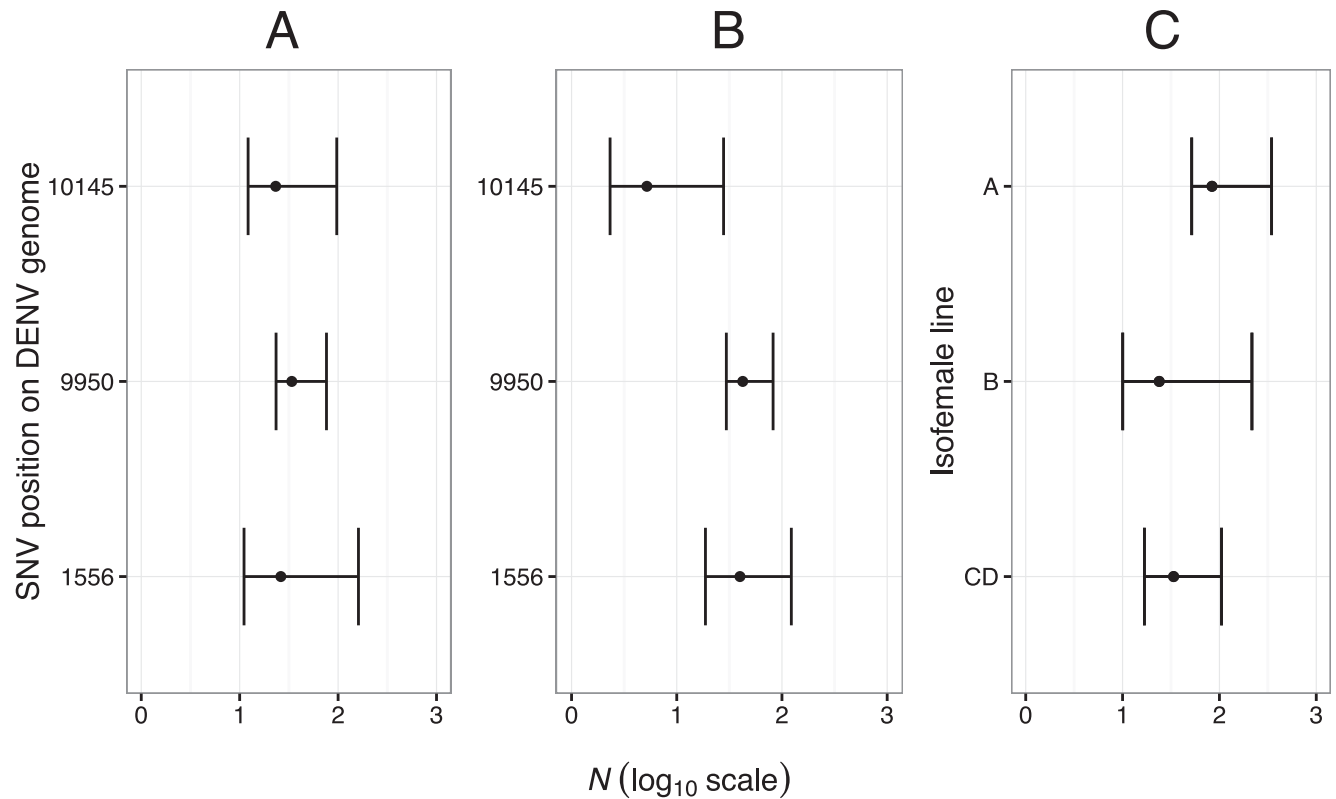 A
B
C
SNV position on DENV genome
10145
9950
1556
0 1 2 3
10145
9950
1556
0 1 2 3
Isofemale line
A
B
CD
0 1 2 3
N (log10 scale)